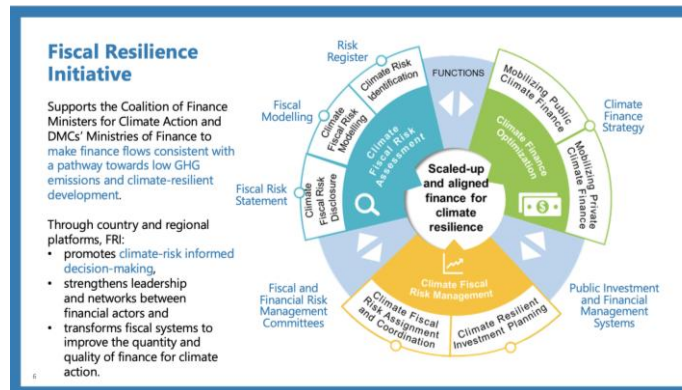 Fiscal Resilience
Initiative
Supports the Coalition of Finance
Ministers for Climate Action and
DMCs' Ministries of Finance to
make finance flows consistent with
a pathway towards low GHG
emissions and climate-resilient
development.
Through country and regional
platforms, FRI:
• promotes climate-risk informed
decision-making,
• strengthens leadership
and networks between
financial actors and
• transforms fiscal systems to
improve the quantity and
quality of finance for climate
action.
6
Risk
Register
Fiscal
Modelling
Fiscal Risk
Statement
Fiscal and
Financial Risk
Management
Committees
Climate Risk
Identification
Climate
Fiscal Risk
Modelling
Climate
Fiscal Risk
Disclosure
Climate
Fiscal Risk
Assessment
FUNCTIONS
Mobilizing Public
Climate Finance
Mobilizing Private
Climate Finance
Climate Finance
Optimization
$
Climate
Finance
Strategy
Scaled-up
and aligned
finance for
climate
resilience
Climate Fiscal
Risk Management
Climate Fiscal
Risk Assignment
and Coordination
Climate Resilient
Investment Planning
Public Investment
and Financial
Management
Systems